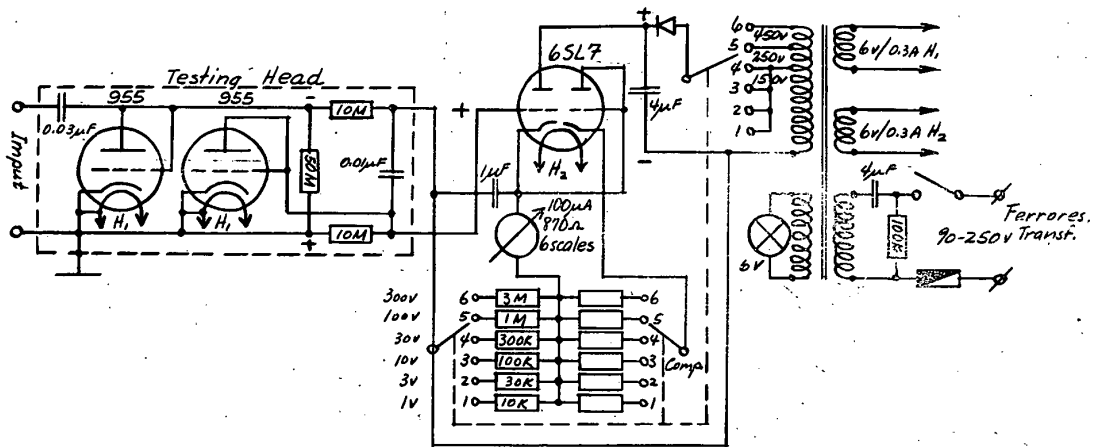 Testing Head
955
955
Input
0.03µF
H₁
H₁
-
50M
+
10M
10M
0.01µF
+
6SL7
H₂
1µF
100µA
870Ω
6 scales
+
4µF
-
6
450v
5
250v
4
150v
3
2
1
6v/0.3A H₁
6v/0.3A H₂
4µF
6v
100K
Ferrores.
90-250v Transf.
300v 6 3M 6
100v 5 1M 5
30v 4 300K 4
10v 3 100K 3
Comp.
3v 2 30K 2
1v 1 10K 1